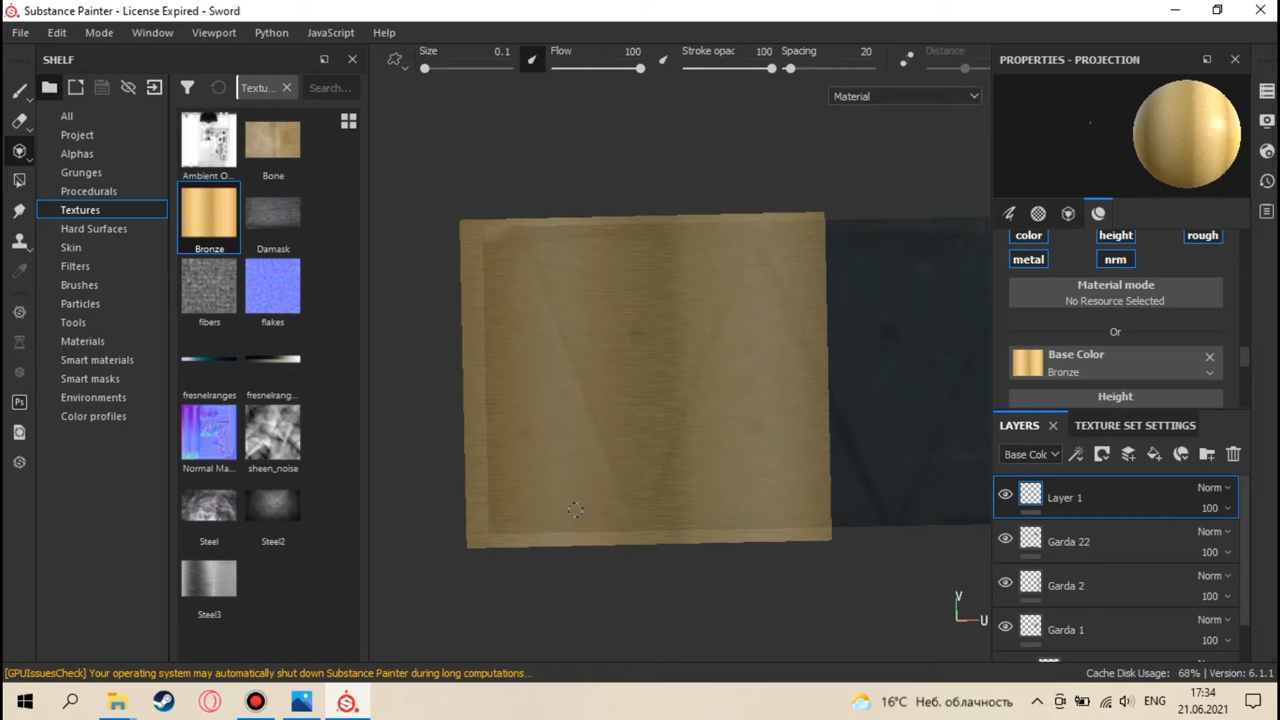 Substance Painter - License Expired - Sword
File Edit Mode Window Viewport Python JavaScript Help
SHELF
Textu...
Search...
All
Project
Alphas
Grunges
Procedurals
Textures
Hard Surfaces
Skin
Filters
Brushes
Particles
Tools
Materials
Smart materials
Smart masks
Environments
Color profiles
Ambient O...
Bone
Bronze
Damask
fibers
flakes
fresnelranges
fresnelrang...
Normal Ma...
sheen_noise
Steel
Steel2
Steel3
Size 0.1
Flow 100
Stroke opac 100
Spacing 20
Distance
Material
V
U
PROPERTIES - PROJECTION
color height rough
metal nrm
Material mode
No Resource Selected
Or
Base Color
Bronze
Height
LAYERS
TEXTURE SET SETTINGS
Base Colc
Layer 1 Norm 100
Garda 22 Norm 100
Garda 2 Norm 100
Garda 1 Norm 100
[GPUIssuesCheck] Your operating system may automatically shut down Substance Painter during long computations...
Cache Disk Usage: 68% | Version: 6.1.1
Ps
16°C Неб. облачность
ENG
17:34
21.06.2021